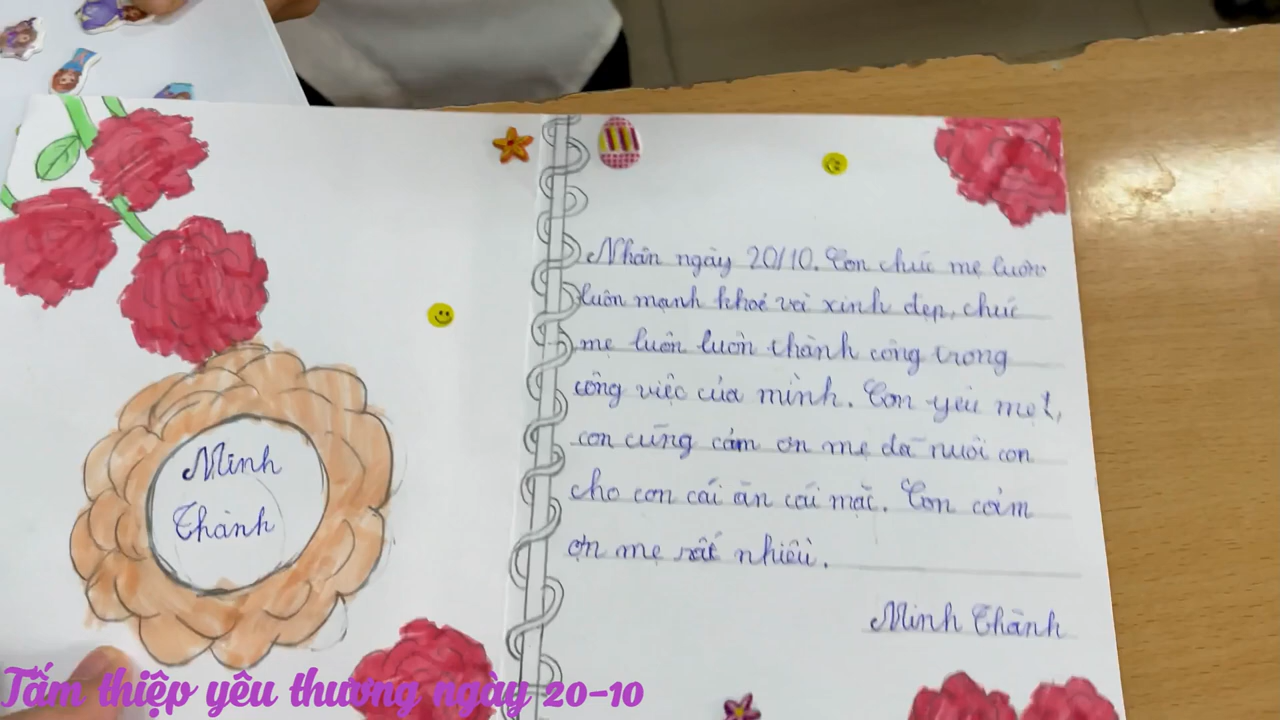 Minh
Thành
Nhân ngày 20/10. Con chúc mẹ luôn
luôn mạnh khoẻ và xinh đẹp, chúc
mẹ luôn luôn thành công trong
công việc của mình. Con yêu mẹ!,
con cũng cảm ơn mẹ đã nuôi con
cho con cái ăn cái mặc. Con cảm
ơn mẹ rất nhiều.
Minh Thành
Tấm thiệp yêu thương ngày 20-10